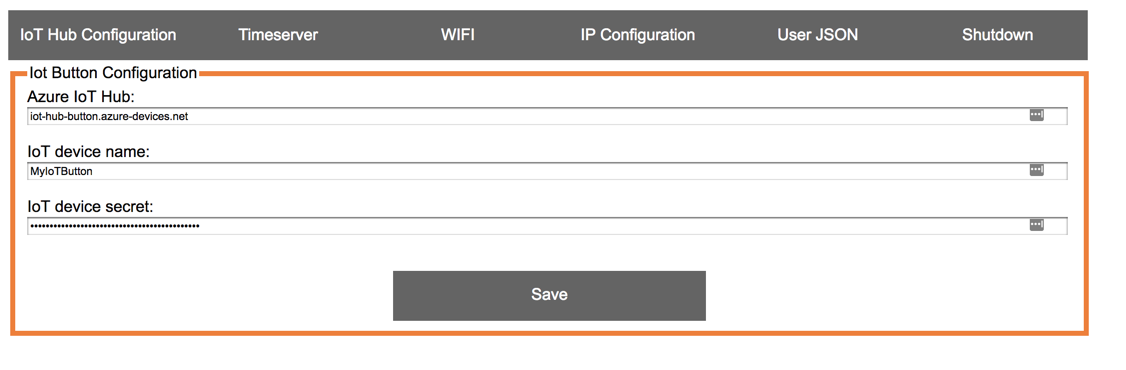 IoT Hub Configuration Timeserver WIFI IP Configuration User JSON Shutdown
Iot Button Configuration
Azure IoT Hub:
iot-hub-button.azure-devices.net
IoT device name:
MyIoTButton
IoT device secret:
••••••••••••••••••••••••••••••••••••••••••••
Save